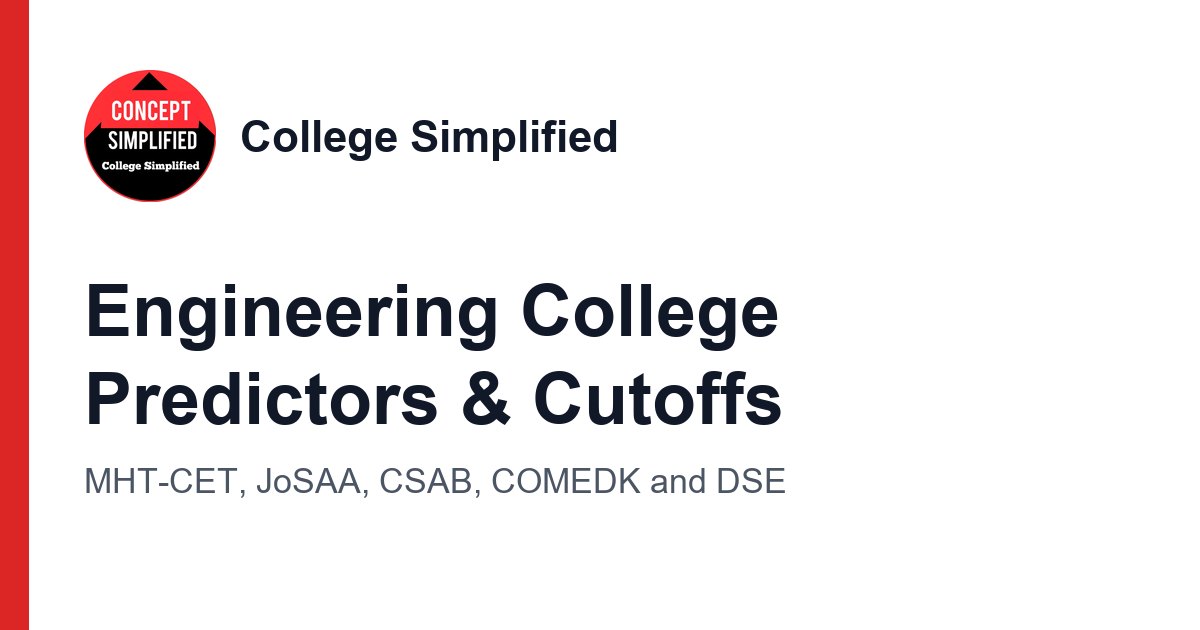 CONCEPT
SIMPLIFIED
College Simplified
College Simplified
Engineering College
Predictors & Cutoffs
MHT-CET, JoSAA, CSAB, COMEDK and DSE